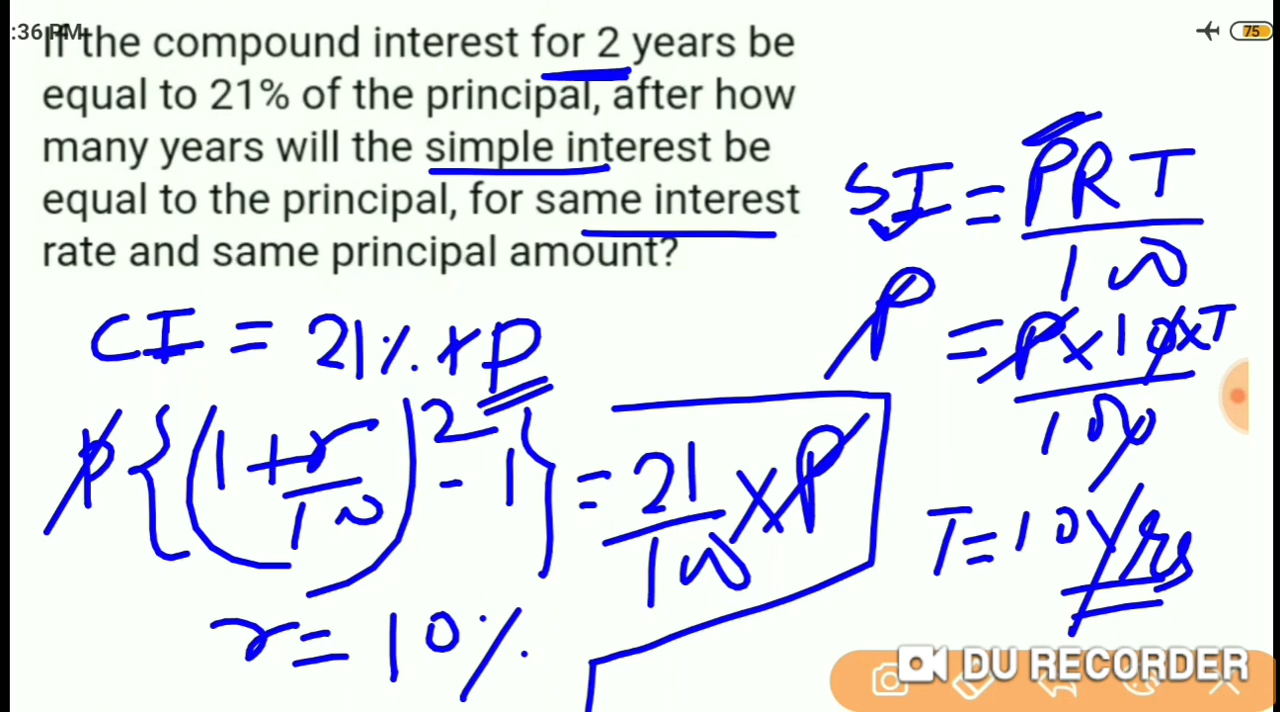 :36 PM
75
If the compound interest for 2 years be
equal to 21% of the principal, after how
many years will the simple interest be
equal to the principal, for same interest
rate and same principal amount?
CI = 21% × P
P{(1+r/100)^2 - 1} = 21/100 × P
r = 10%
SI = PRT/100
P = P×10×T/100
T = 10 yrs
DU RECORDER